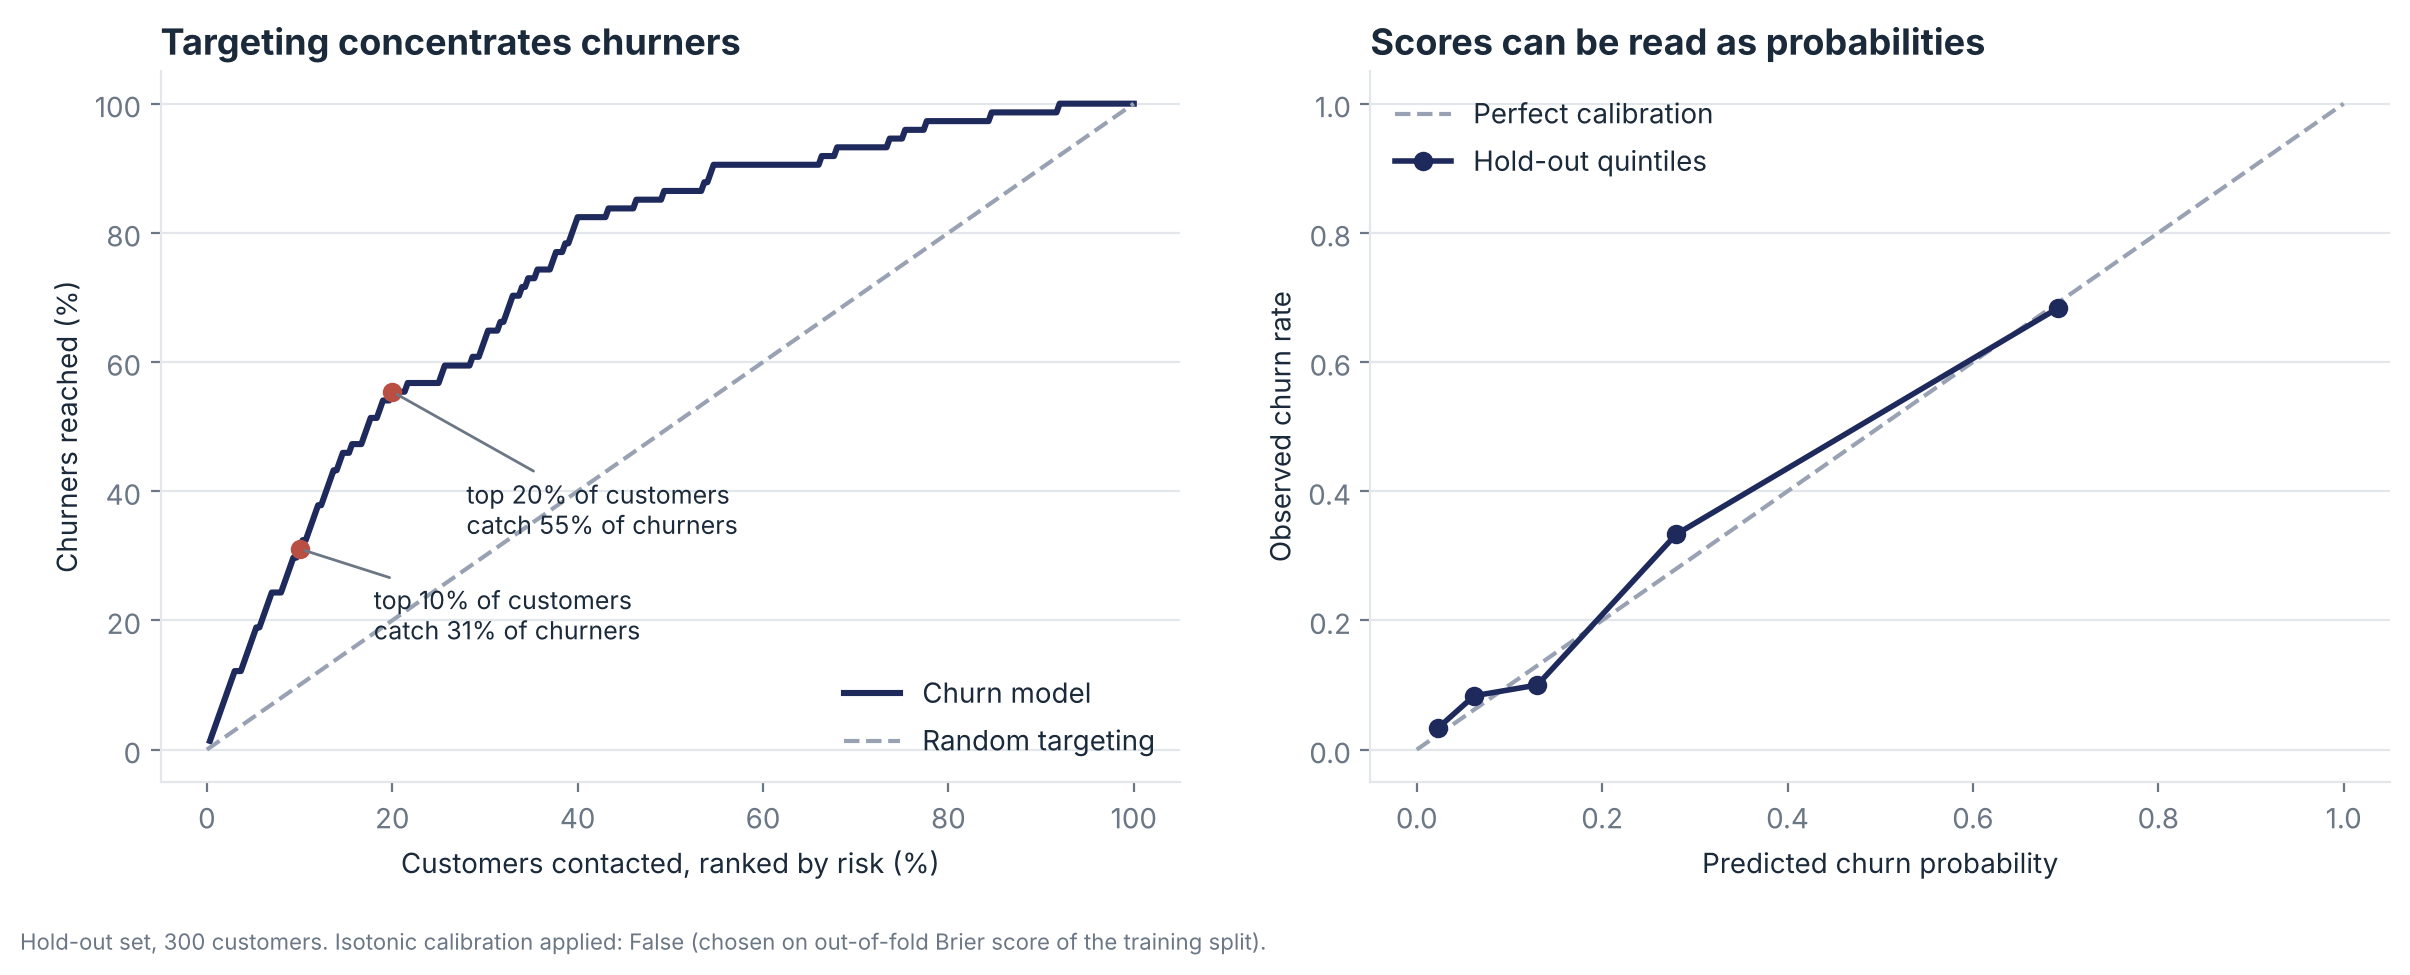 Targeting concentrates churners
Churners reached (%)
100
80
60
40
20
0
top 20% of customers
catch 55% of churners
top 10% of customers
catch 31% of churners
Churn model
Random targeting
0 20 40 60 80 100
Customers contacted, ranked by risk (%)
Scores can be read as probabilities
Observed churn rate
1.0
0.8
0.6
0.4
0.2
0.0
Perfect calibration
Hold-out quintiles
0.0 0.2 0.4 0.6 0.8 1.0
Predicted churn probability
Hold-out set, 300 customers. Isotonic calibration applied: False (chosen on out-of-fold Brier score of the training split).